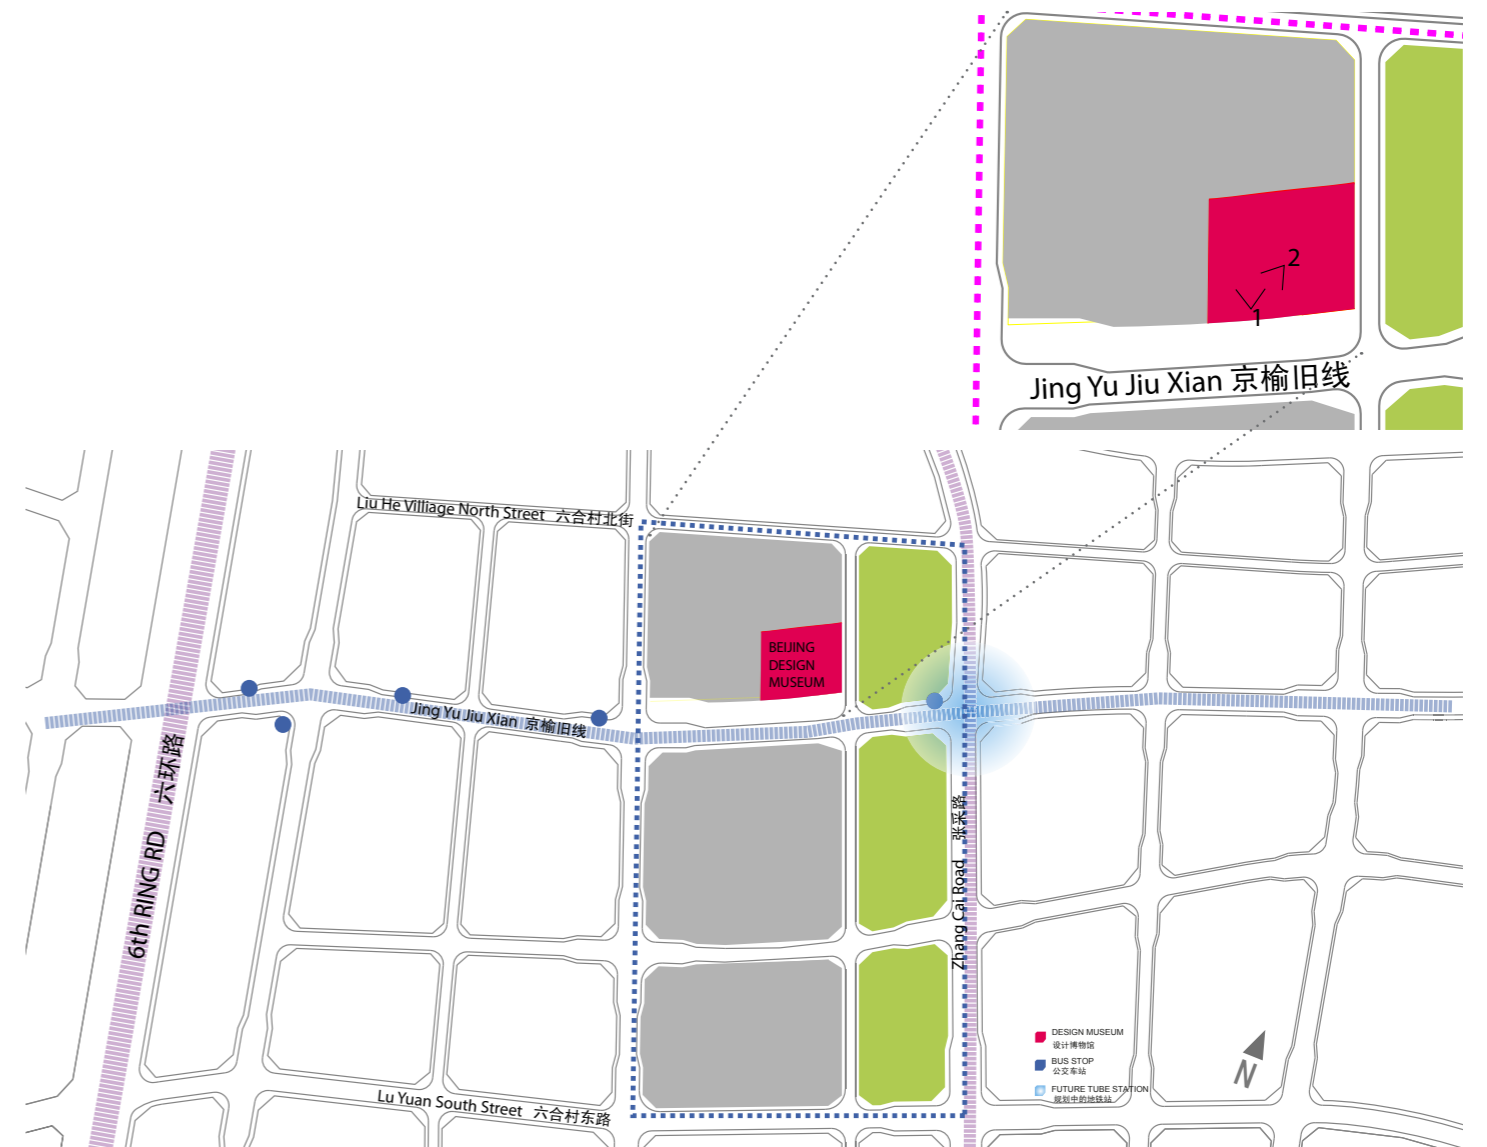 2
1
Jing Yu Jiu Xian 京榆旧线
Liu He Villiage North Street 六合村北街
BEIJING
DESIGN
MUSEUM
Jing Yu Jiu Xian 京榆旧线
6th RING RD 六环路
Zhang Cai Road 张采路
DESIGN MUSEUM
设计博物馆
BUS STOP
公交车站
FUTURE TUBE STATION
规划中的地铁站
N
Lu Yuan South Street 六合村东路